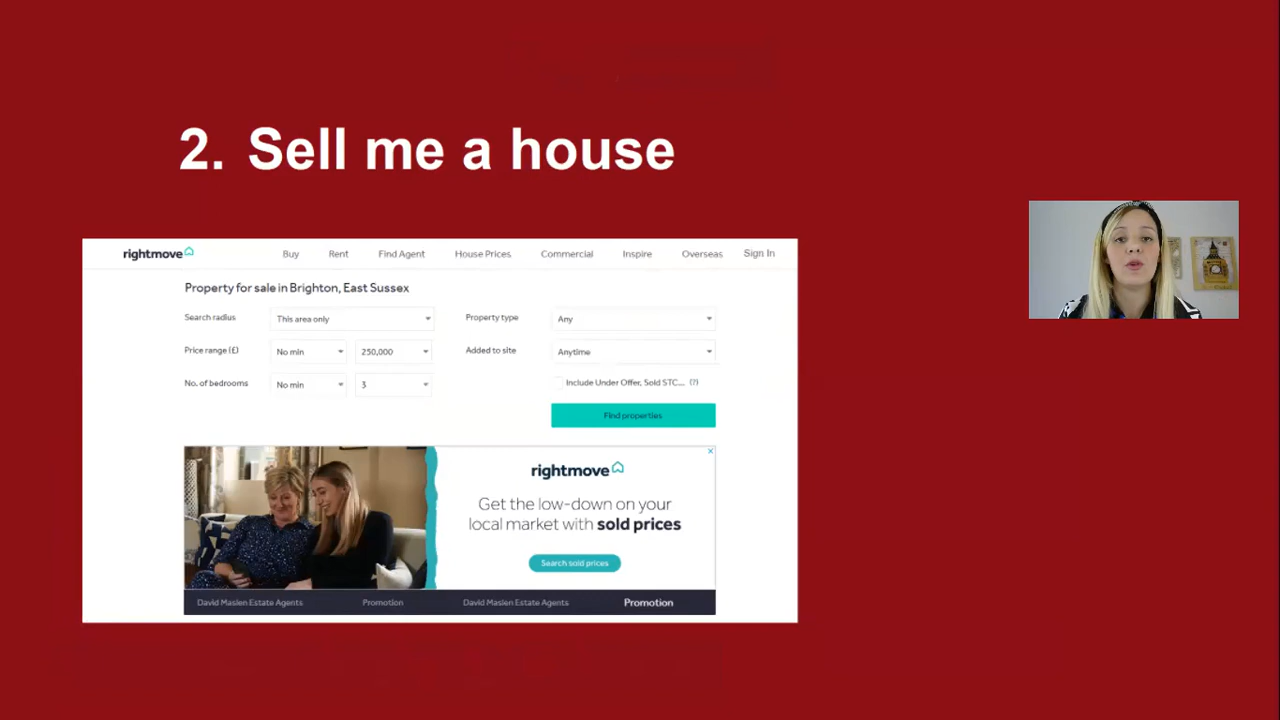 2. Sell me a house
rightmove
Buy Rent Find Agent House Prices Commercial Inspire Overseas Sign In
Property for sale in Brighton, East Sussex
Search radius This area only Property type Any
Price range (£) No min 250,000 Added to site Anytime
No. of bedrooms No min 3 Include Under Offer, Sold STC... (?)
Find properties
rightmove
Get the low-down on your
local market with sold prices
Search sold prices
David Maslen Estate Agents Promotion David Maslen Estate Agents Promotion